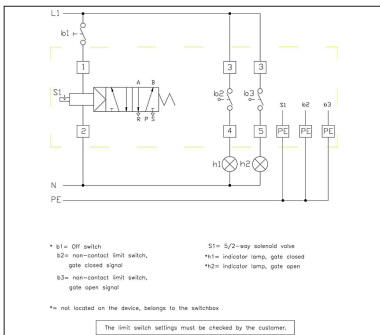 L1
b1
1
3
3
S1
A B
R P S
b2
b3
S1
b2
b3
2
4
5
PE
PE
PE
h1
h2
N
PE
* b1= Off switch
b2= non-contact limit switch,
gate closed signal
b3= non-contact limit switch,
gate open signal
S1= 5/2-way solenoid valve
*h1= indicator lamp, gate closed
*h2= indicator lamp, gate open
*= not located on the device, belongs to the switchbox
The limit switch settings must be checked by the customer.